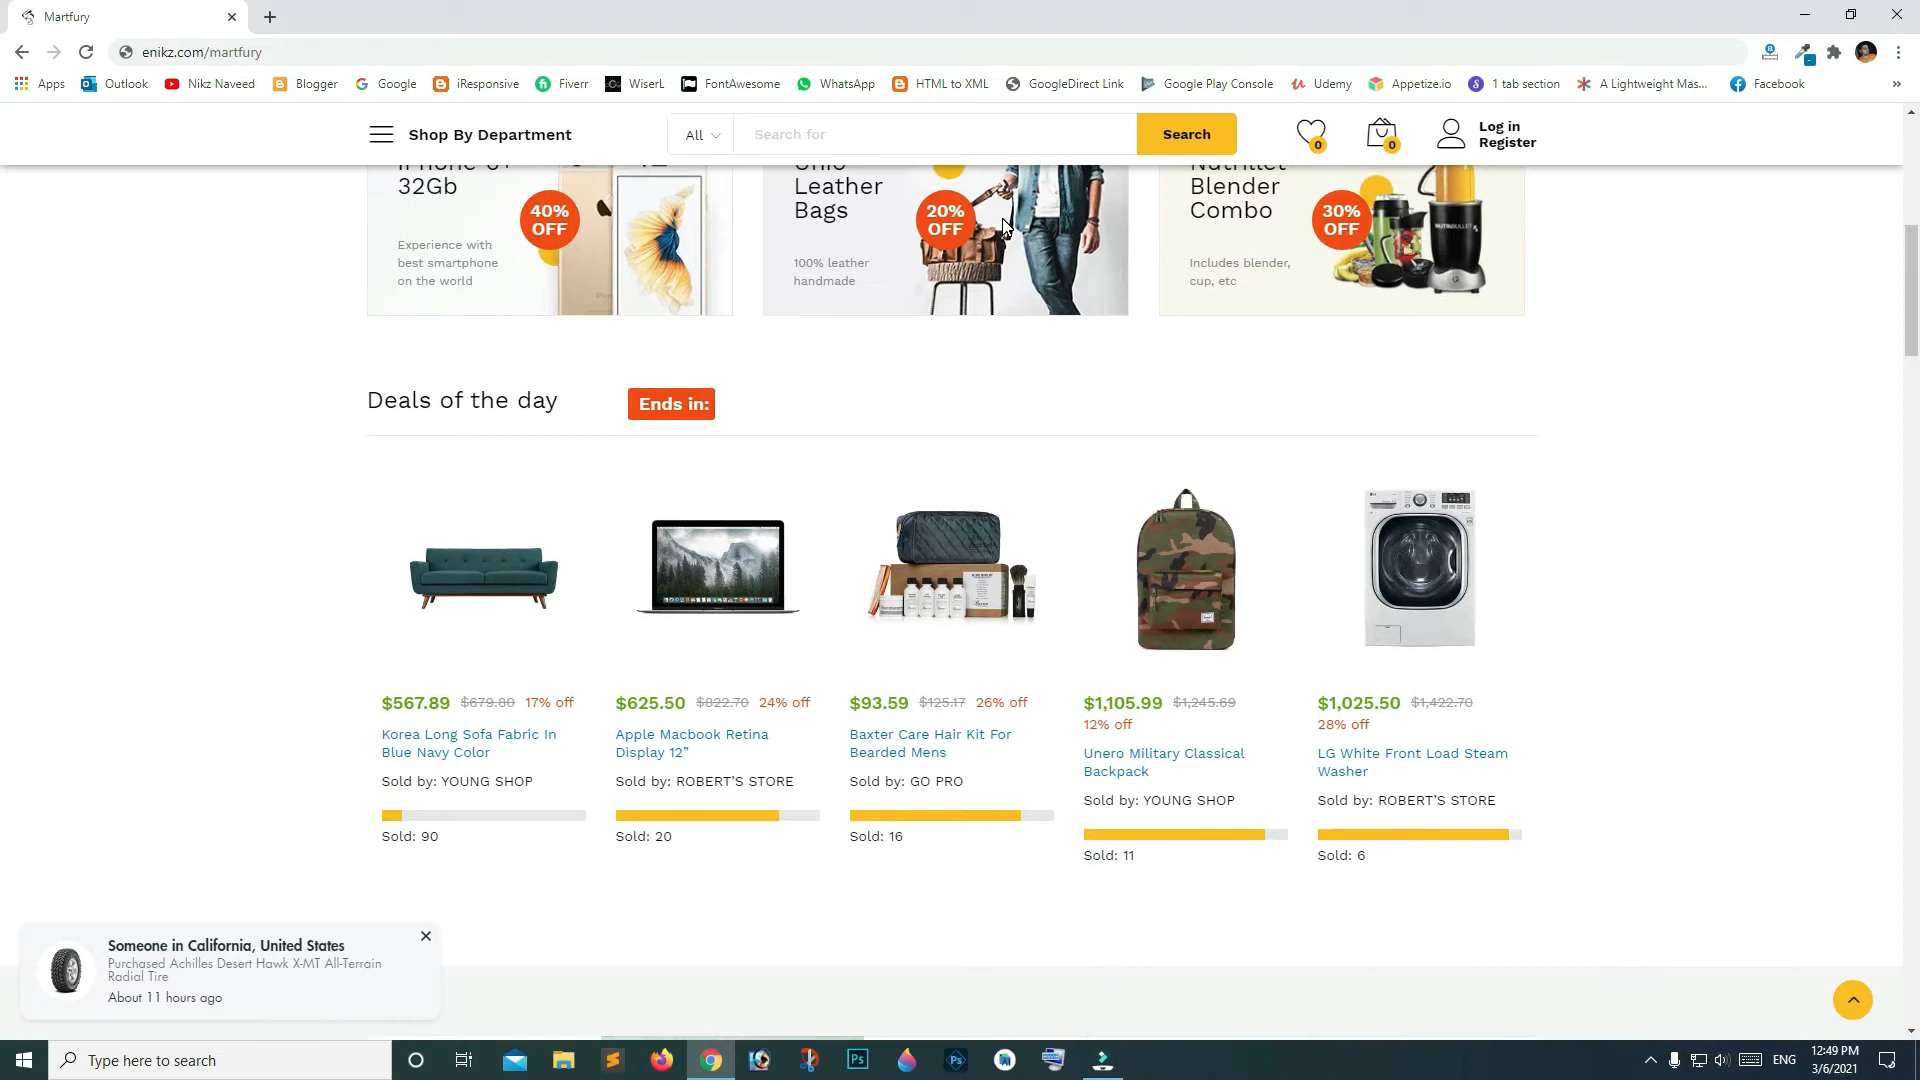 Martfury
enikz.com/martfury
Apps
Outlook
Nikz Naveed
Blogger
Google
iResponsive
Fiverr
WiserL
FontAwesome
WhatsApp
HTML to XML
GoogleDirect Link
Google Play Console
Udemy
Appetize.io
1 tab section
A Lightweight Mas...
Facebook
»
Shop By Department
All
Search for
Search
0
0
Log in
Register
32Gb
40%
OFF
Experience with
best smartphone
on the world
Leather
Bags
20%
OFF
100% leather
handmade
Blender
Combo
30%
OFF
Includes blender,
cup, etc
NUTRIBULLET
Deals of the day
Ends in:
$567.89 $679.80 17% off
Korea Long Sofa Fabric In
Blue Navy Color
Sold by: YOUNG SHOP
Sold: 90
$625.50 $822.70 24% off
Apple Macbook Retina
Display 12”
Sold by: ROBERT’S STORE
Sold: 20
$93.59 $125.17 26% off
Baxter Care Hair Kit For
Bearded Mens
Sold by: GO PRO
Sold: 16
$1,105.99 $1,245.69
12% off
Unero Military Classical
Backpack
Sold by: YOUNG SHOP
Sold: 11
$1,025.50 $1,422.70
28% off
LG White Front Load Steam
Washer
Sold by: ROBERT’S STORE
Sold: 6
Someone in California, United States
Purchased Achilles Desert Hawk X-MT All-Terrain
Radial Tire
About 11 hours ago
Type here to search
Ps
Ps
ENG
12:49 PM
3/6/2021